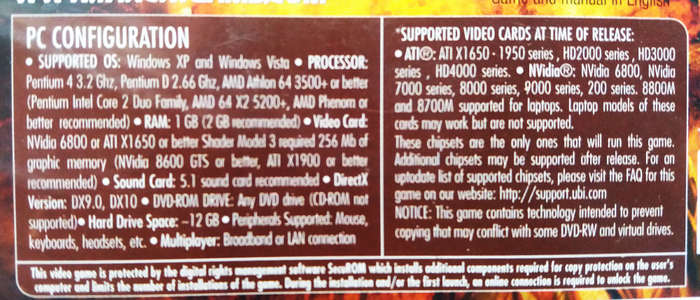 Game and manual in English
PC CONFIGURATION
• SUPPORTED OS: Windows XP and Windows Vista • PROCESSOR:
Pentium 4 3.2 Ghz, Pentium D 2.66 Ghz, AMD Athlon 64 3500+ or better
(Pentium Intel Core 2 Duo Family, AMD 64 X2 5200+, AMD Phenom or
better recommended) • RAM: 1 GB (2 GB recommended) • Video Card:
NVidia 6800 or ATI X1650 or better Shader Model 3 required 256 Mb of
graphic memory (NVidia 8600 GTS or better, ATI X1900 or better
recommended) • Sound Card: 5.1 sound card recommended • DirectX
Version: DX9.0, DX10 • DVD-ROM DRIVE: Any DVD drive (CD-ROM not
supported)• Hard Drive Space: ~12 GB • Peripherals Supported: Mouse,
keyboards, headsets, etc. • Multiplayer: Broadband or LAN connection
*SUPPORTED VIDEO CARDS AT TIME OF RELEASE:
• ATI®: ATI X1650 - 1950 series , HD2000 series , HD3000
series , HD4000 series. • NVidia®: NVidia 6800, NVidia
7000 series, 8000 series, 9000 series, 200 series. 8800M
and 8700M supported for laptops. Laptop models of these
cards may work but are not supported.
These chipsets are the only ones that will run this game.
Additional chipsets may be supported after release. For an
uptodate list of supported chipsets, please visit the FAQ for this
game on our website: http://support.ubi.com
NOTICE: This game contains technology intended to prevent
copying that may conflict with some DVD-RW and virtual drives.
This video game is protected by the digital rights management software SecuROM which installs additional components required for copy protection on the user's
computer and limits the number of installations of the game. During the installation and/or the first launch, an online connection is required to unlock the game.